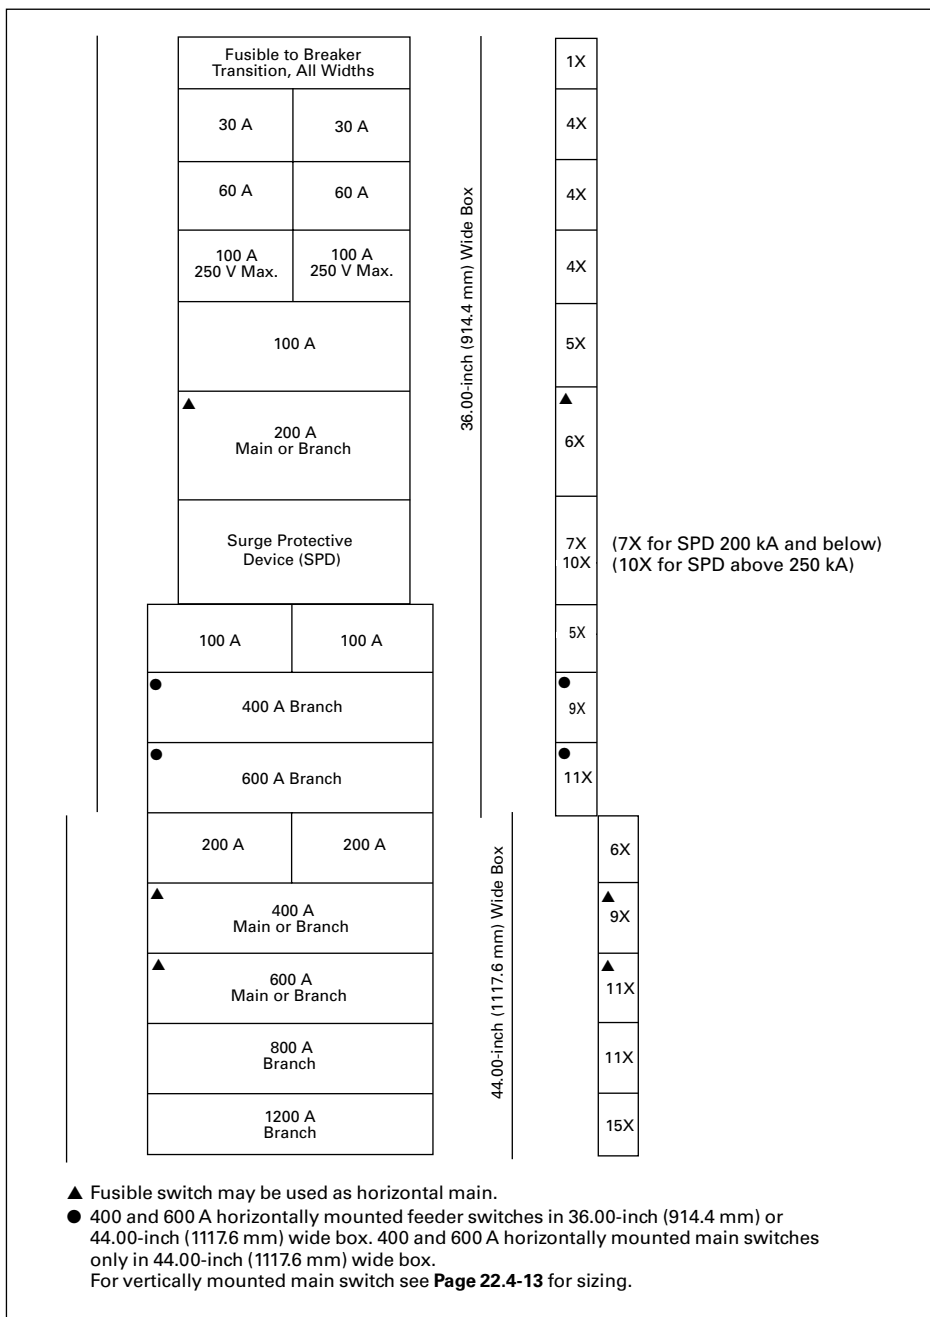 Fusible to Breaker
Transition, All Widths
1X
30 A
30 A
4X
60 A
60 A
4X
100 A
250 V Max.
100 A
250 V Max.
4X
100 A
5X
▲
200 A
Main or Branch
▲
6X
Surge Protective
Device (SPD)
7X
10X
(7X for SPD 200 kA and below)
(10X for SPD above 250 kA)
36.00-inch (914.4 mm) Wide Box
100 A
100 A
5X
●
400 A Branch
●
9X
●
600 A Branch
●
11X
200 A
200 A
6X
▲
400 A
Main or Branch
▲
9X
▲
600 A
Main or Branch
▲
11X
800 A
Branch
11X
1200 A
Branch
15X
44.00-inch (1117.6 mm) Wide Box
▲ Fusible switch may be used as horizontal main.
● 400 and 600 A horizontally mounted feeder switches in 36.00-inch (914.4 mm) or
44.00-inch (1117.6 mm) wide box. 400 and 600 A horizontally mounted main switches
only in 44.00-inch (1117.6 mm) wide box.
For vertically mounted main switch see Page 22.4-13 for sizing.